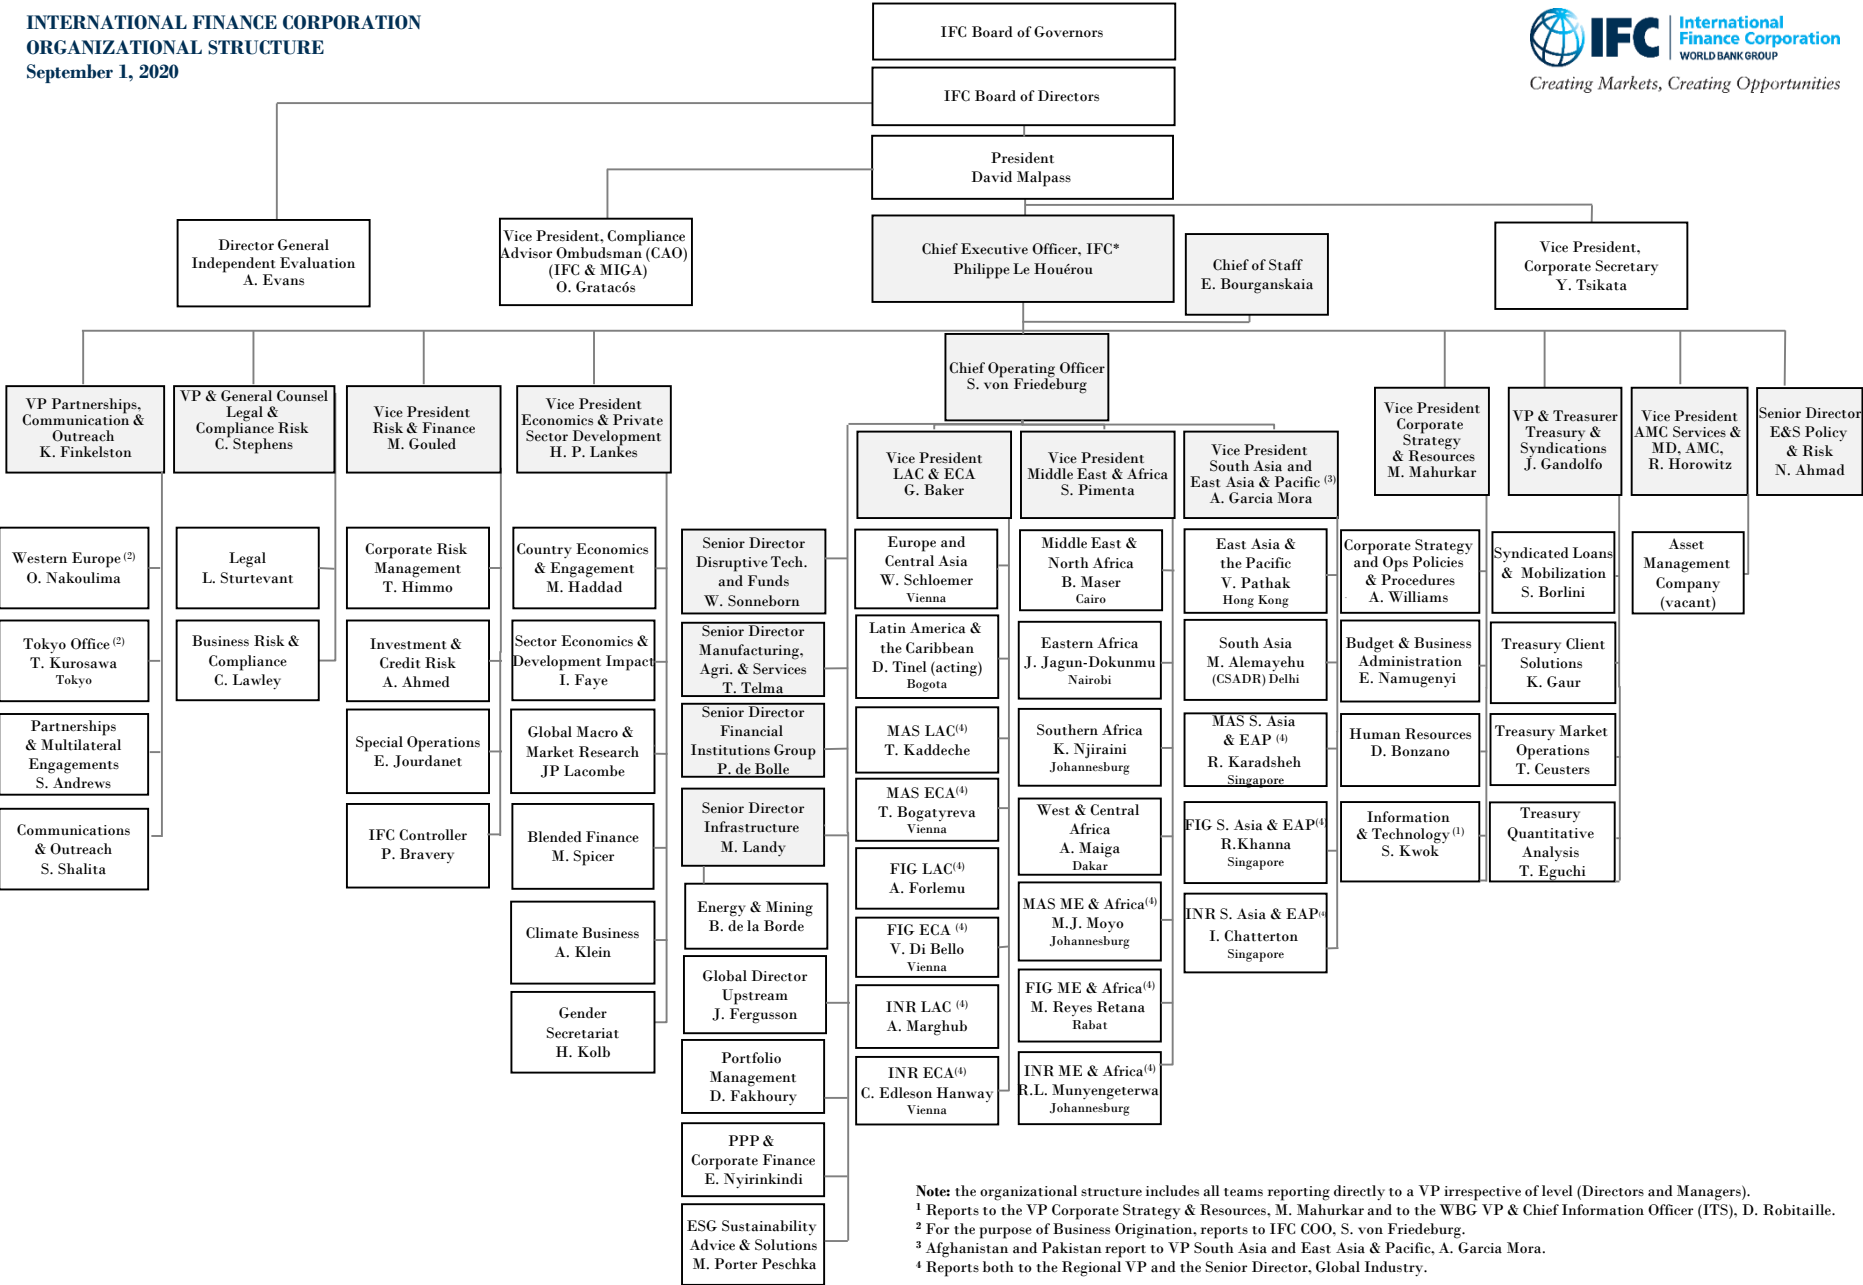 INTERNATIONAL FINANCE CORPORATION
ORGANIZATIONAL STRUCTURE
September 1, 2020
IFC
International
Finance Corporation
WORLD BANK GROUP
Creating Markets, Creating Opportunities
IFC Board of Governors
IFC Board of Directors
President
David Malpass
Director General
Independent Evaluation
A. Evans
Vice President, Compliance
Advisor Ombudsman (CAO)
(IFC & MIGA)
O. Gratacós
Chief Executive Officer, IFC*
Philippe Le Houérou
Chief of Staff
E. Bourganskaia
Vice President,
Corporate Secretary
Y. Tsikata
Chief Operating Officer
S. von Friedeburg
VP Partnerships,
Communication &
Outreach
K. Finkelston
VP & General Counsel
Legal &
Compliance Risk
C. Stephens
Vice President
Risk & Finance
M. Gouled
Vice President
Economics & Private
Sector Development
H. P. Lankes
Vice President
LAC & ECA
G. Baker
Vice President
Middle East & Africa
S. Pimenta
Vice President
South Asia and
East Asia & Pacific (3)
A. Garcia Mora
Vice President
Corporate
Strategy
& Resources
M. Mahurkar
VP & Treasurer
Treasury &
Syndications
J. Gandolfo
Vice President
AMC Services &
MD, AMC,
R. Horowitz
Senior Director
E&S Policy
& Risk
N. Ahmad
Western Europe (2)
O. Nakoulima
Tokyo Office (2)
T. Kurosawa
Tokyo
Partnerships
& Multilateral
Engagements
S. Andrews
Communications
& Outreach
S. Shalita
Legal
L. Sturtevant
Business Risk &
Compliance
C. Lawley
Corporate Risk
Management
T. Himmo
Investment &
Credit Risk
A. Ahmed
Special Operations
E. Jourdanet
IFC Controller
P. Bravery
Country Economics
& Engagement
M. Haddad
Sector Economics &
Development Impact
I. Faye
Global Macro &
Market Research
JP Lacombe
Blended Finance
M. Spicer
Climate Business
A. Klein
Gender
Secretariat
H. Kolb
Senior Director
Disruptive Tech.
and Funds
W. Sonneborn
Senior Director
Manufacturing,
Agri. & Services
T. Telma
Senior Director
Financial
Institutions Group
P. de Bolle
Senior Director
Infrastructure
M. Landy
Energy & Mining
B. de la Borde
Global Director
Upstream
J. Fergusson
Portfolio
Management
D. Fakhoury
PPP &
Corporate Finance
E. Nyirinkindi
ESG Sustainability
Advice & Solutions
M. Porter Peschka
Europe and
Central Asia
W. Schloemer
Vienna
Latin America &
the Caribbean
D. Tinel (acting)
Bogota
MAS LAC(4)
T. Kaddeche
MAS ECA(4)
T. Bogatyreva
Vienna
FIG LAC(4)
A. Forlemu
FIG ECA (4)
V. Di Bello
Vienna
INR LAC (4)
A. Marghub
INR ECA(4)
C. Edleson Hanway
Vienna
Middle East &
North Africa
B. Maser
Cairo
Eastern Africa
J. Jagun-Dokunmu
Nairobi
Southern Africa
K. Njiraini
Johannesburg
West & Central
Africa
A. Maiga
Dakar
MAS ME & Africa(4)
M.J. Moyo
Johannesburg
FIG ME & Africa(4)
M. Reyes Retana
Rabat
INR ME & Africa(4)
R.L. Munyengeterwa
Johannesburg
East Asia &
the Pacific
V. Pathak
Hong Kong
South Asia
M. Alemayehu
(CSADR) Delhi
MAS S. Asia
& EAP (4)
R. Karadsheh
Singapore
FIG S. Asia & EAP(4)
R.Khanna
Singapore
INR S. Asia & EAP(4)
I. Chatterton
Singapore
Corporate Strategy
and Ops Policies
& Procedures
A. Williams
Budget & Business
Administration
E. Namugenyi
Human Resources
D. Bonzano
Information
& Technology (1)
S. Kwok
Syndicated Loans
& Mobilization
S. Borlini
Treasury Client
Solutions
K. Gaur
Treasury Market
Operations
T. Ceusters
Treasury
Quantitative
Analysis
T. Eguchi
Asset
Management
Company
(vacant)
Note: the organizational structure includes all teams reporting directly to a VP irrespective of level (Directors and Managers).
1 Reports to the VP Corporate Strategy & Resources, M. Mahurkar and to the WBG VP & Chief Information Officer (ITS), D. Robitaille.
2 For the purpose of Business Origination, reports to IFC COO, S. von Friedeburg.
3 Afghanistan and Pakistan report to VP South Asia and East Asia & Pacific, A. Garcia Mora.
4 Reports both to the Regional VP and the Senior Director, Global Industry.